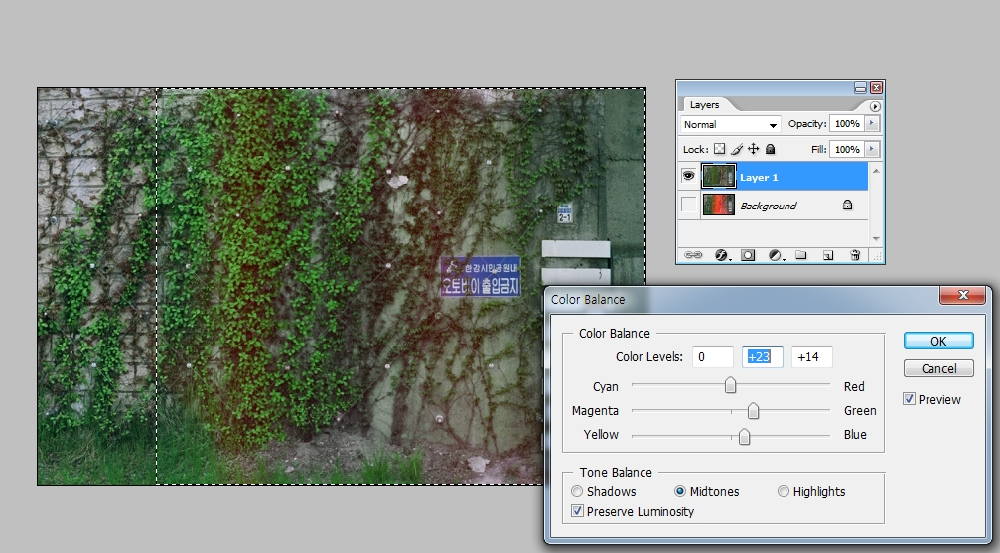 Layers
Normal
Opacity: 100%
Lock:
Fill: 100%
Layer 1
Background
2-1
한강시민공원내
오토바이 출입금지
Color Balance
Color Balance
Color Levels: 0 +23 +14
Cyan Red
Magenta Green
Yellow Blue
OK
Cancel
Preview
Tone Balance
Shadows Midtones Highlights
Preserve Luminosity